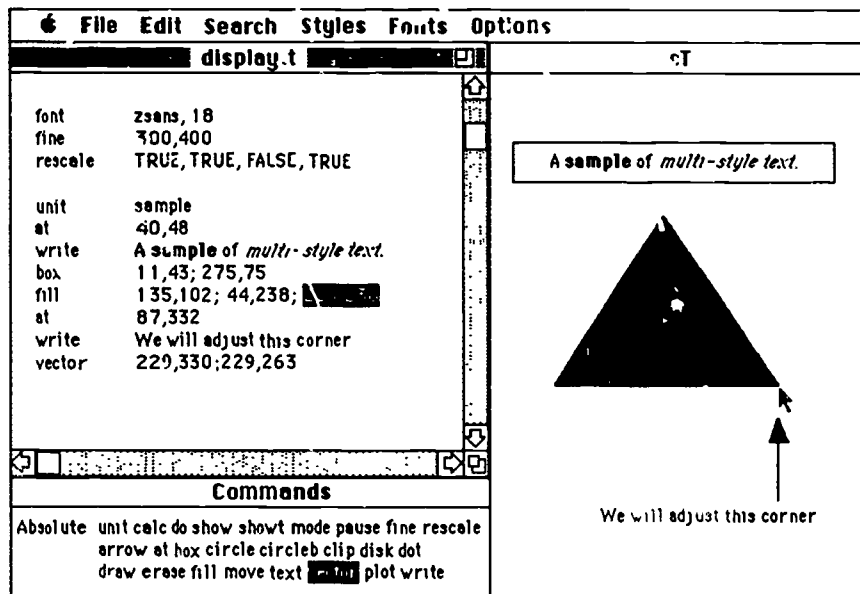 File Edit Search Styles Fonts Options
display.t
cT
font zsans, 18
fine 300,400
rescale TRUE, TRUE, FALSE, TRUE
unit sample
at 40,48
write A sample of multi-style text.
box 11,43; 275,75
fill 135,102; 44,238;
at 87,332
write We will adjust this corner
vector 229,330;229,263
A sample of multi-style text.
We will adjust this corner
Commands
Absolute unit calc do show showt mode pause fine rescale
arrow at box circle circleb clip disk dot
draw erase fill move text plot write